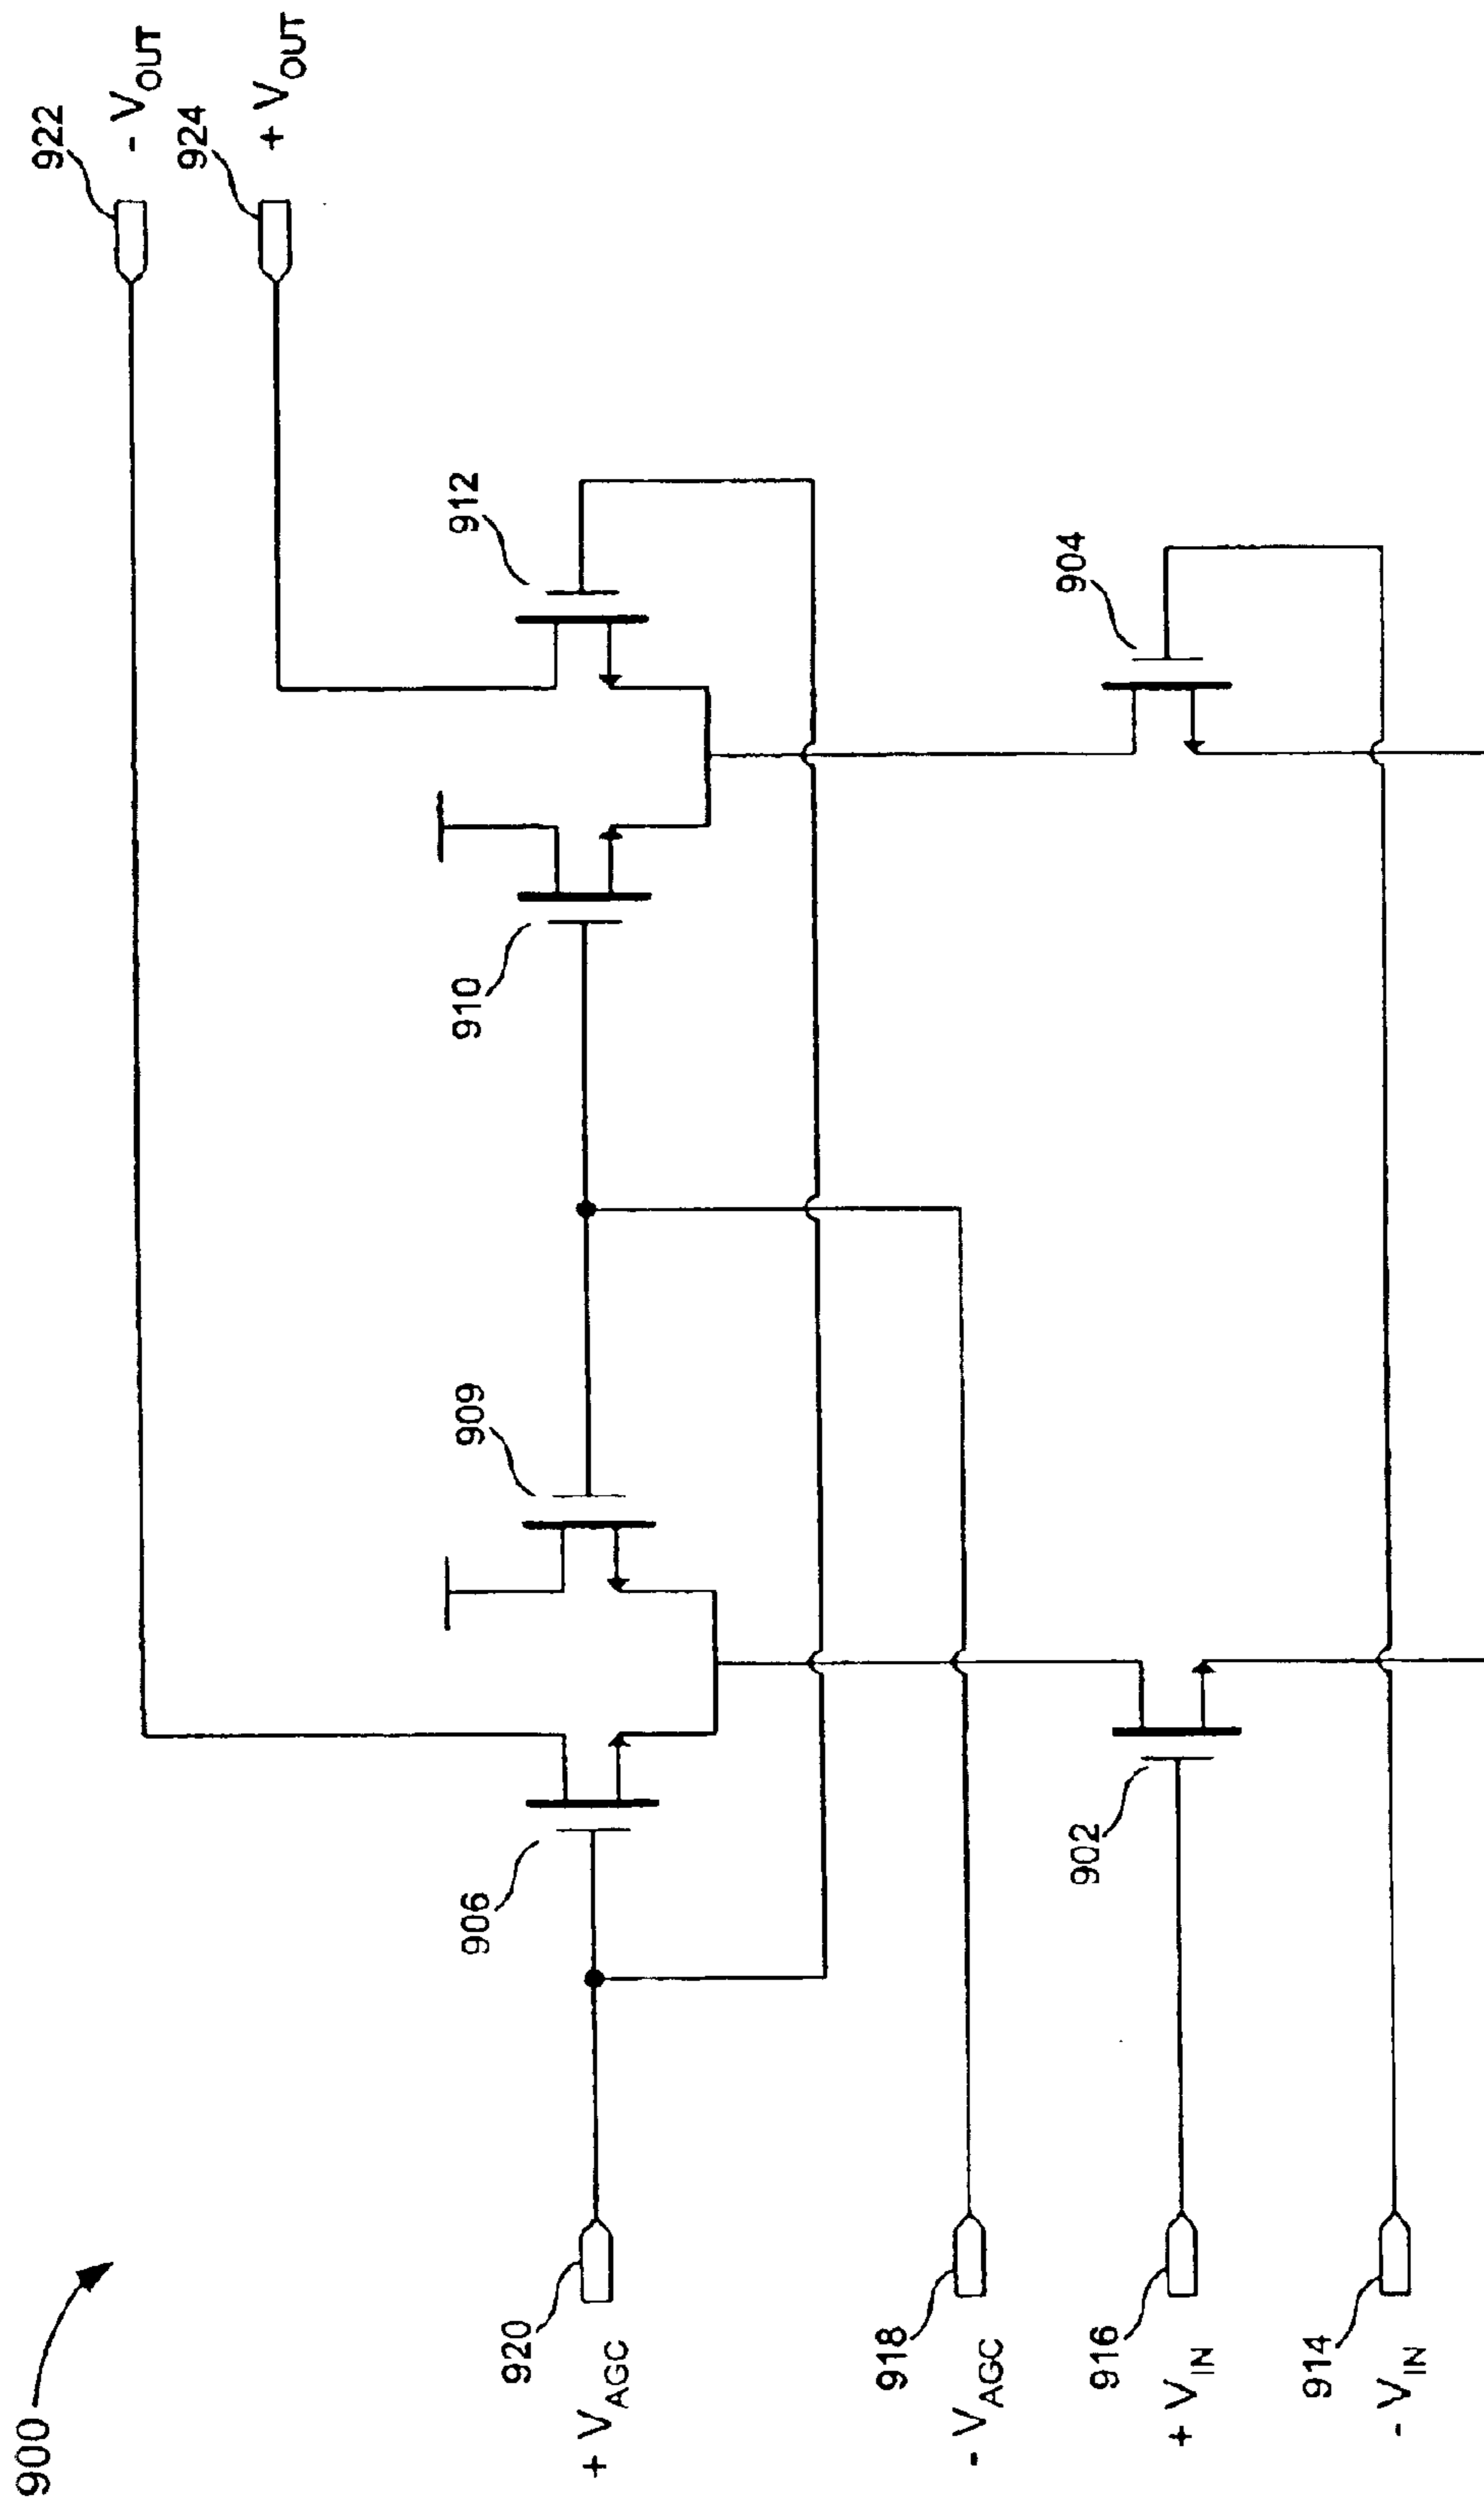 900
922
- VOUT
924
+ VOUT
906
909
910
912
920
+ VAGC
918
- VAGC
904
902
916
+ VIN
914
- VIN